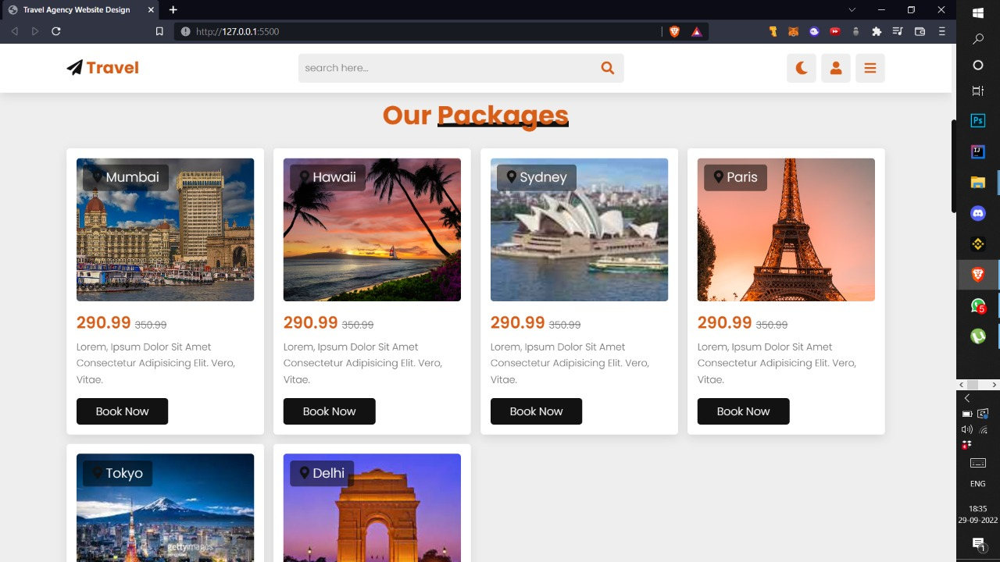 Travel Agency Website Design
http://127.0.0.1:5500
Travel
search here...
Our Packages
Mumbai
Hawaii
Sydney
Paris
290.99 350.99
Lorem, Ipsum Dolor Sit Amet
Consectetur Adipisicing Elit. Vero,
Vitae.
Book Now
290.99 350.99
Lorem, Ipsum Dolor Sit Amet
Consectetur Adipisicing Elit. Vero,
Vitae.
Book Now
290.99 350.99
Lorem, Ipsum Dolor Sit Amet
Consectetur Adipisicing Elit. Vero,
Vitae.
Book Now
290.99 350.99
Lorem, Ipsum Dolor Sit Amet
Consectetur Adipisicing Elit. Vero,
Vitae.
Book Now
Tokyo
gettyimages
Delhi
Ps
IJ
5
4
ENG
18:35
29-09-2022
1